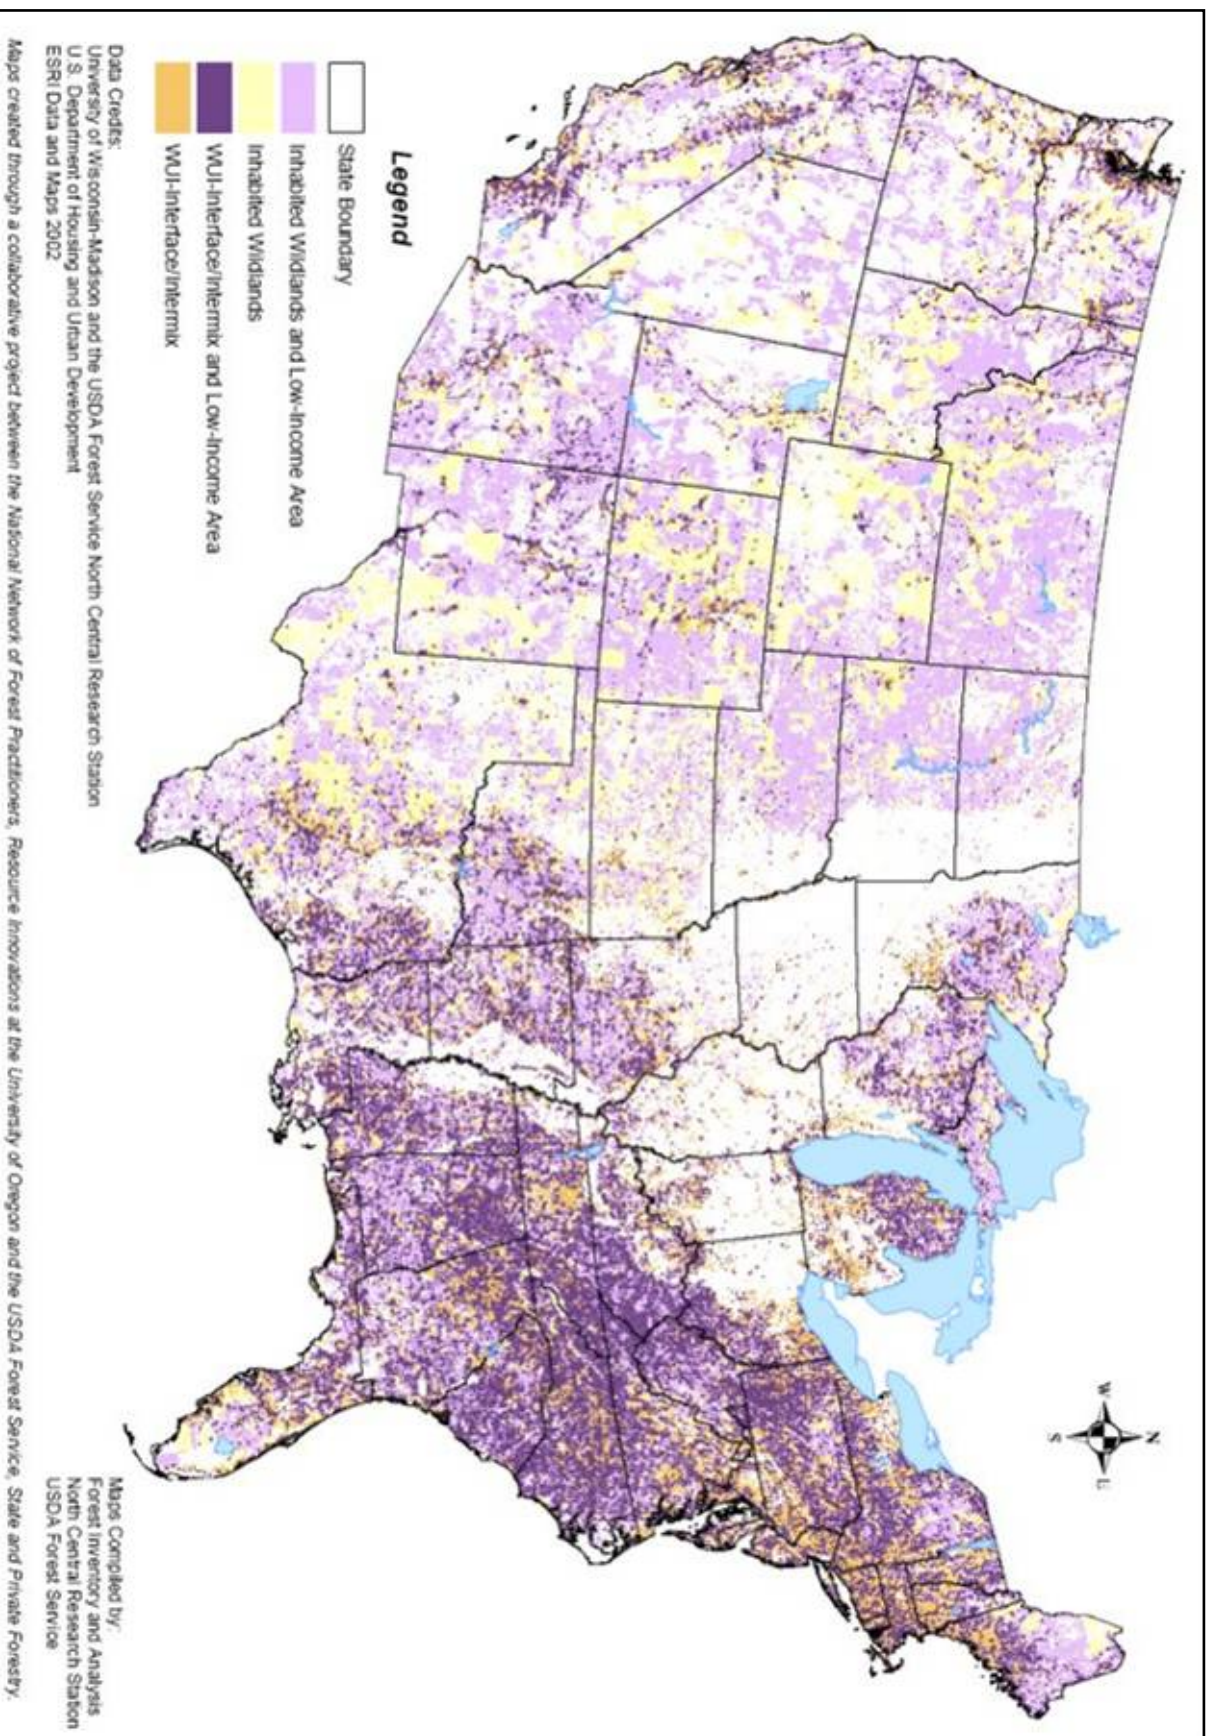 Legend
State Boundary
Inhabited Wildlands and Low-Income Area
Inhabited Wildlands
WUI-Interface/Intermix and Low-Income Area
WUI-Interface/Intermix
N
W
E
S
Data Credits:
University of Wisconsin-Madison and the USDA Forest Service North Central Research Station
U.S. Department of Housing and Urban Development
ESRI Data and Maps 2002
Maps Compiled by:
Forest Inventory and Analysis
North Central Research Station
USDA Forest Service
Maps created through a collaborative project between the National Network of Forest Practitioners, Resource Innovations at the University of Oregon and the USDA Forest Service, State and Private Forestry.